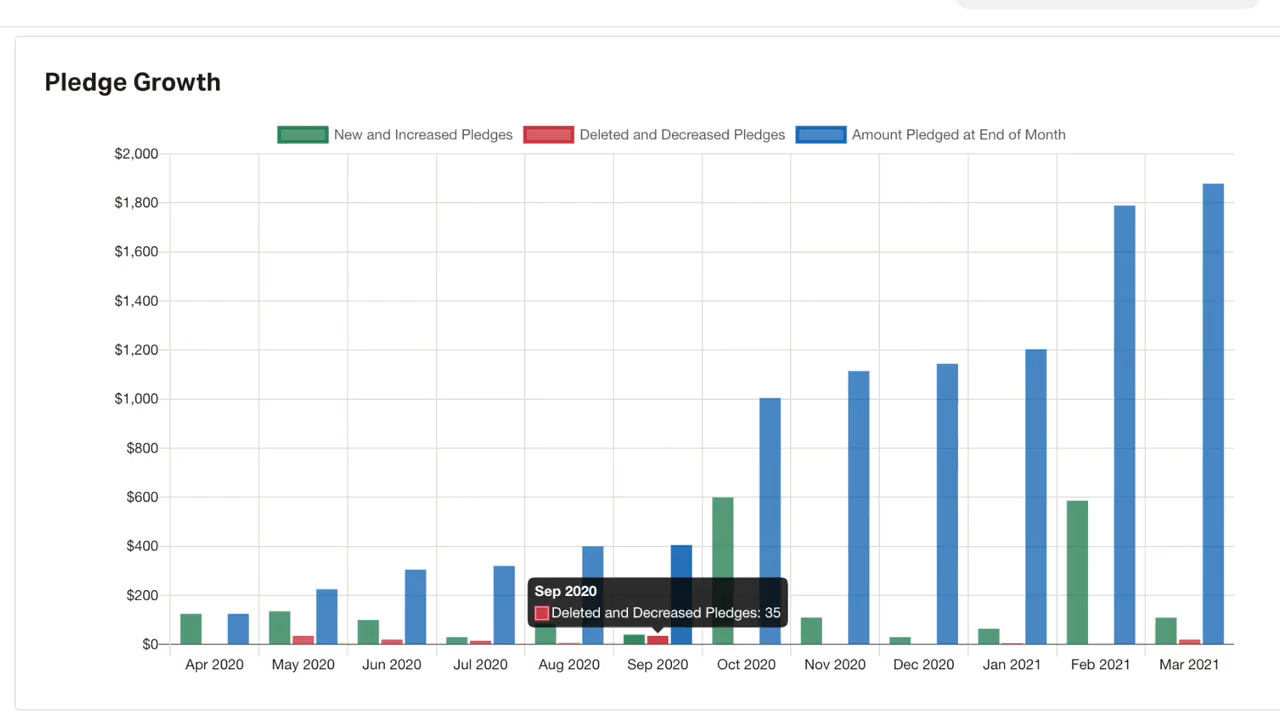 Pledge Growth
New and Increased Pledges Deleted and Decreased Pledges Amount Pledged at End of Month
$2,000
$1,800
$1,600
$1,400
$1,200
$1,000
$800
$600
$400
$200
$0
Sep 2020
Deleted and Decreased Pledges: 35
Apr 2020 May 2020 Jun 2020 Jul 2020 Aug 2020 Sep 2020 Oct 2020 Nov 2020 Dec 2020 Jan 2021 Feb 2021 Mar 2021